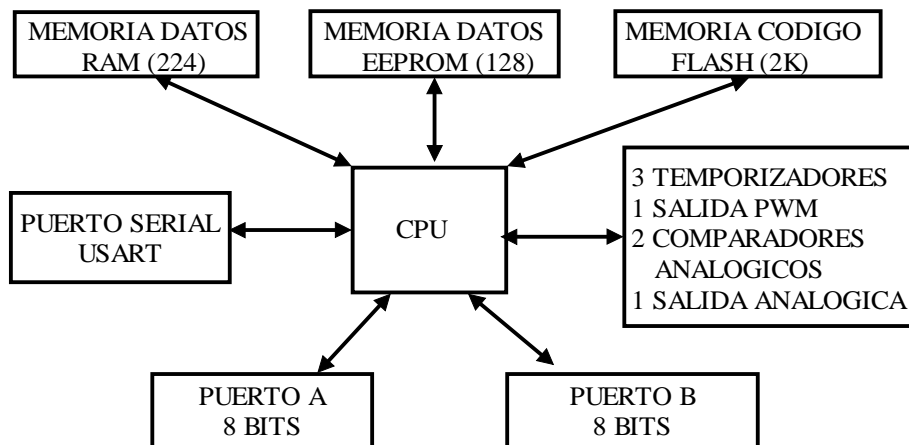 MEMORIA DATOS
RAM (224)
MEMORIA DATOS
EEPROM (128)
MEMORIA CODIGO
FLASH (2K)
PUERTO SERIAL
USART
CPU
3 TEMPORIZADORES
1 SALIDA PWM
2 COMPARADORES
ANALOGICOS
1 SALIDA ANALOGICA
PUERTO A
8 BITS
PUERTO B
8 BITS